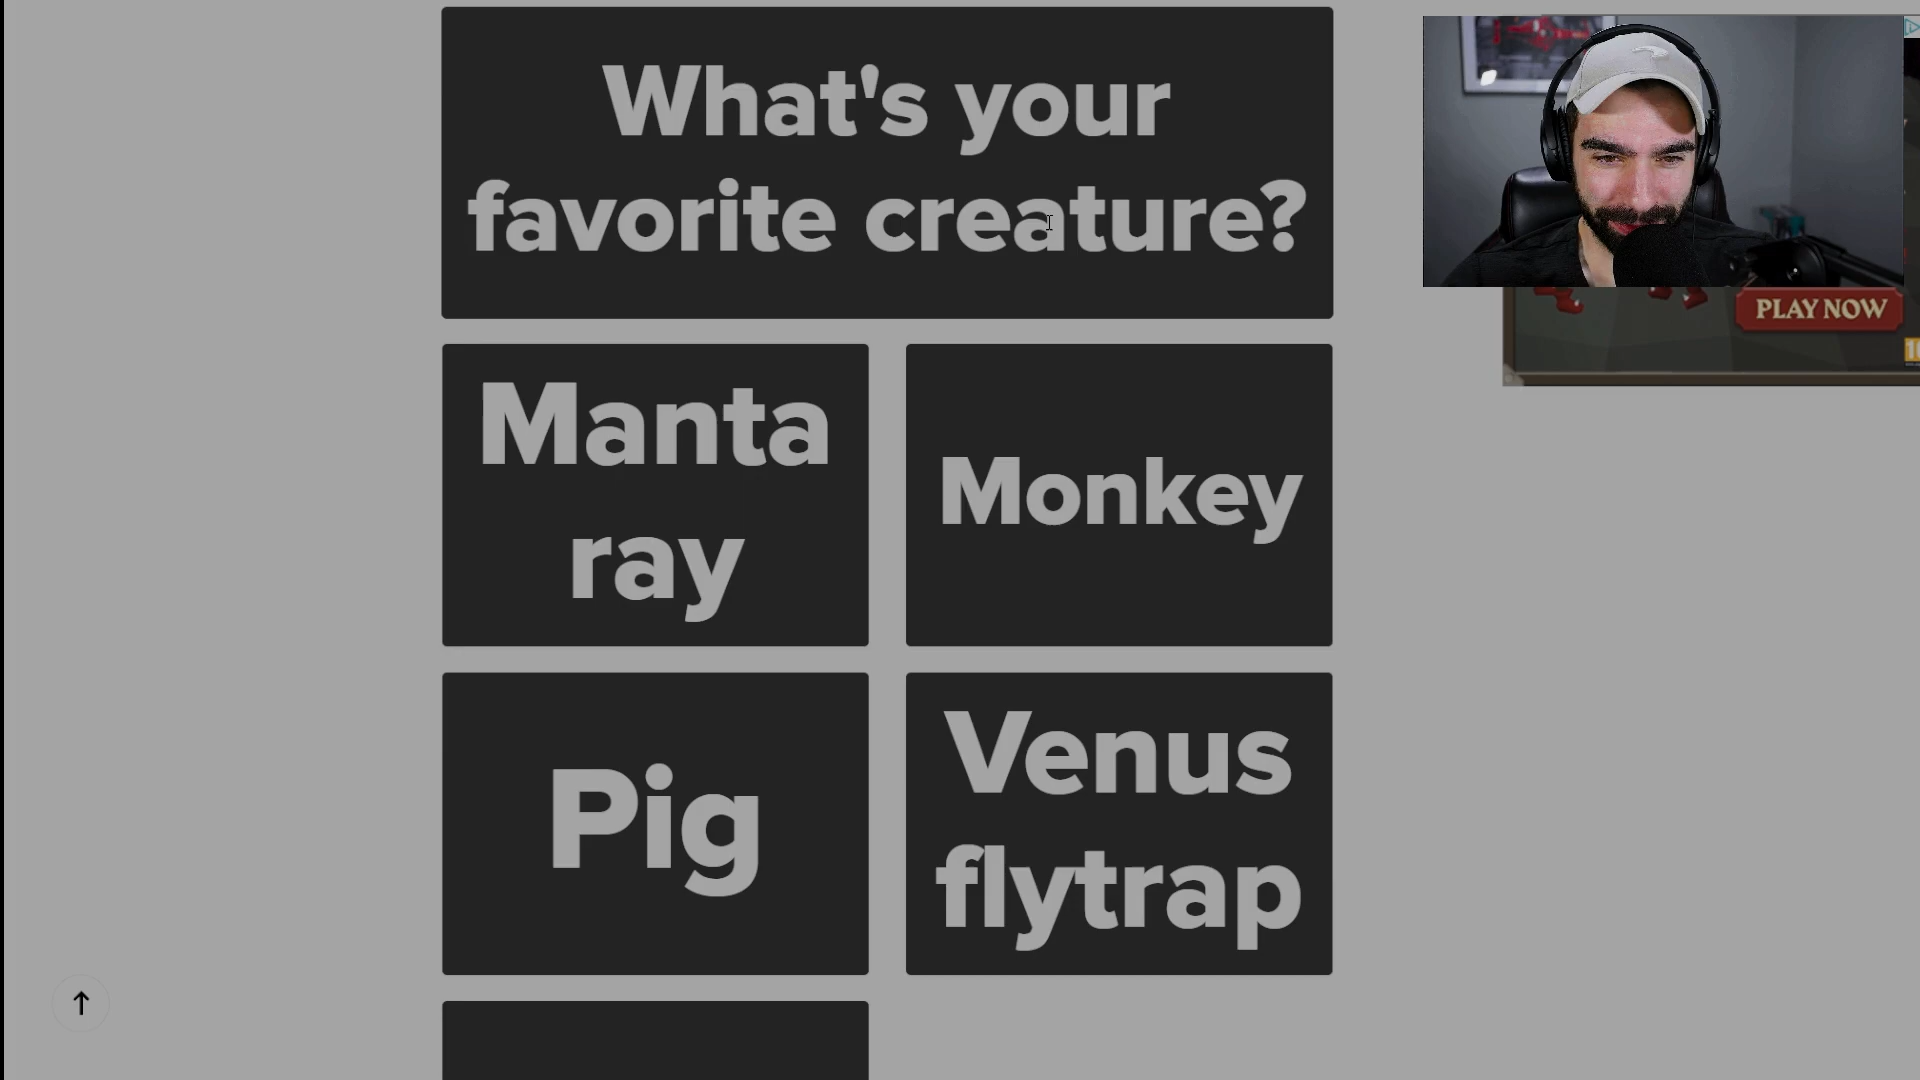 What's your
favorite creature?
Manta
ray
Monkey
Pig
Venus
flytrap
PLAY NOW